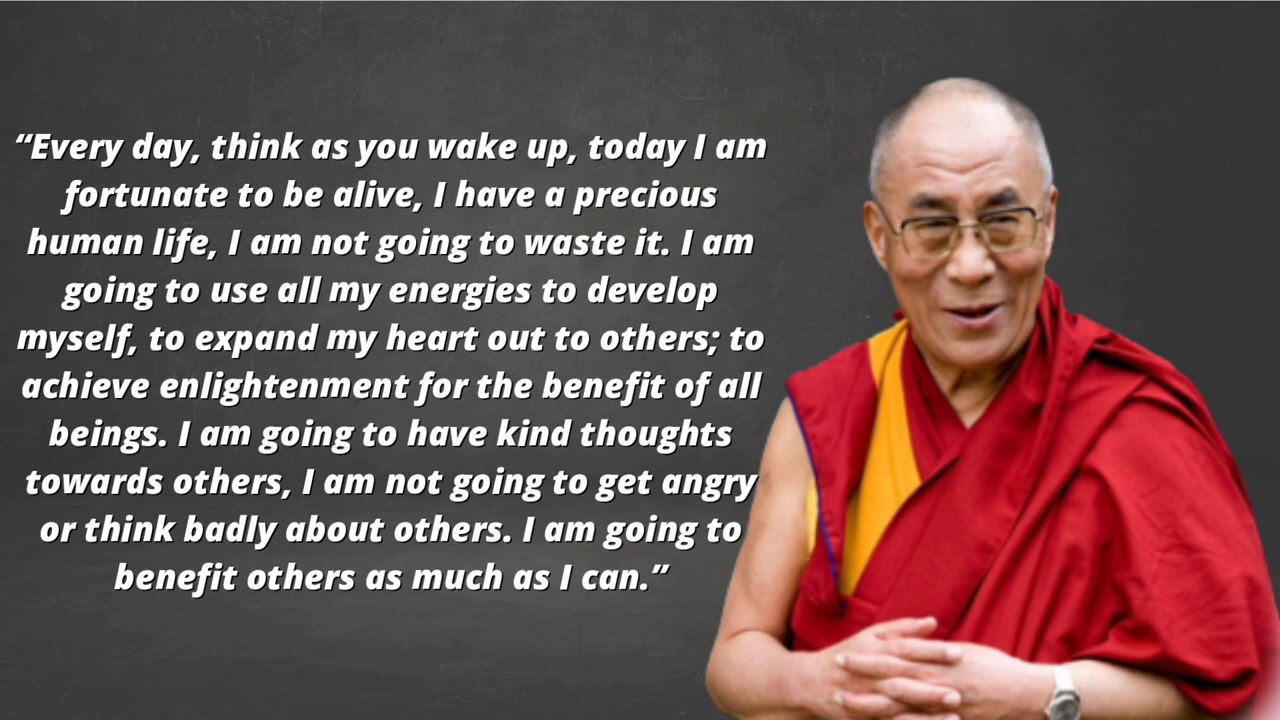 “Every day, think as you wake up, today I am
fortunate to be alive, I have a precious
human life, I am not going to waste it. I am
going to use all my energies to develop
myself, to expand my heart out to others; to
achieve enlightenment for the benefit of all
beings. I am going to have kind thoughts
towards others, I am not going to get angry
or think badly about others. I am going to
benefit others as much as I can.”